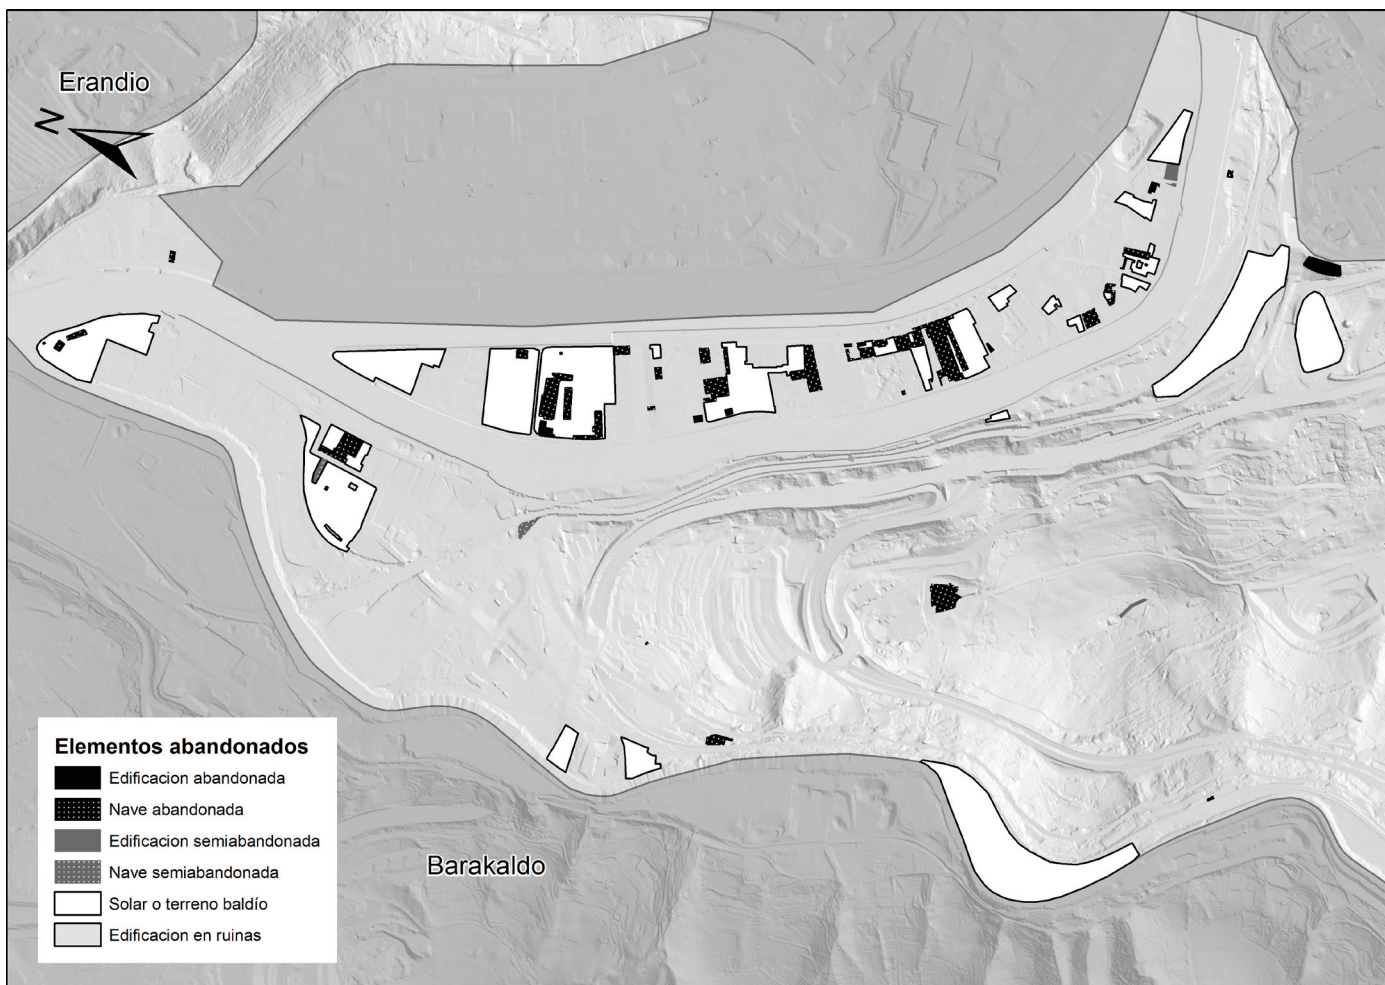 Erandio
N
Elementos abandonados
Edificacion abandonada
Nave abandonada
Edificacion semiabandonada
Nave semiabandonada
Solar o terreno baldío
Edificacion en ruinas
Barakaldo